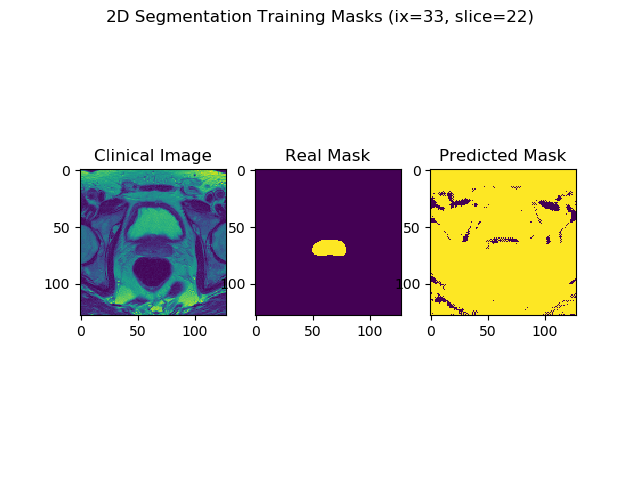 2D Segmentation Training Masks (ix=33, slice=22)
Clinical Image Real Mask Predicted Mask
0 0 0
50 50 50
100 100 100
0 100 0 50 100 0 50 100